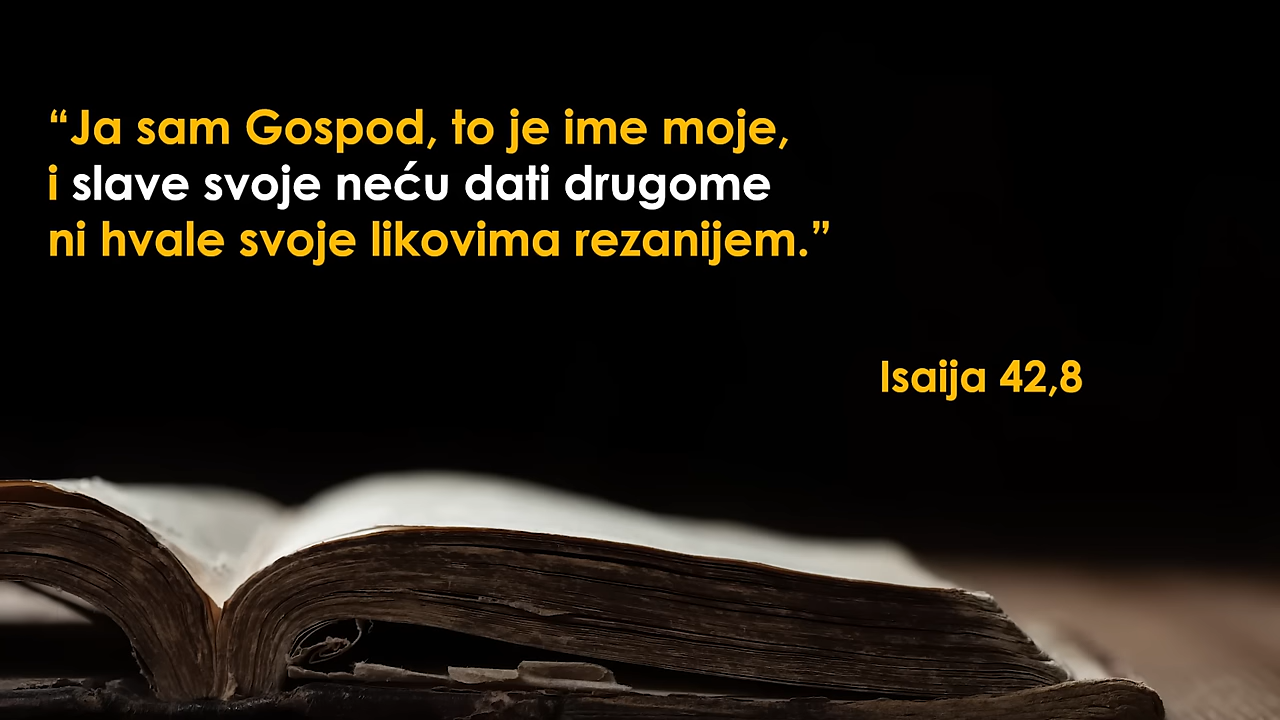 “Ja sam Gospod, to je ime moje,
i slave svoje neću dati drugome
ni hvale svoje likovima rezanijem.”
Isaija 42,8